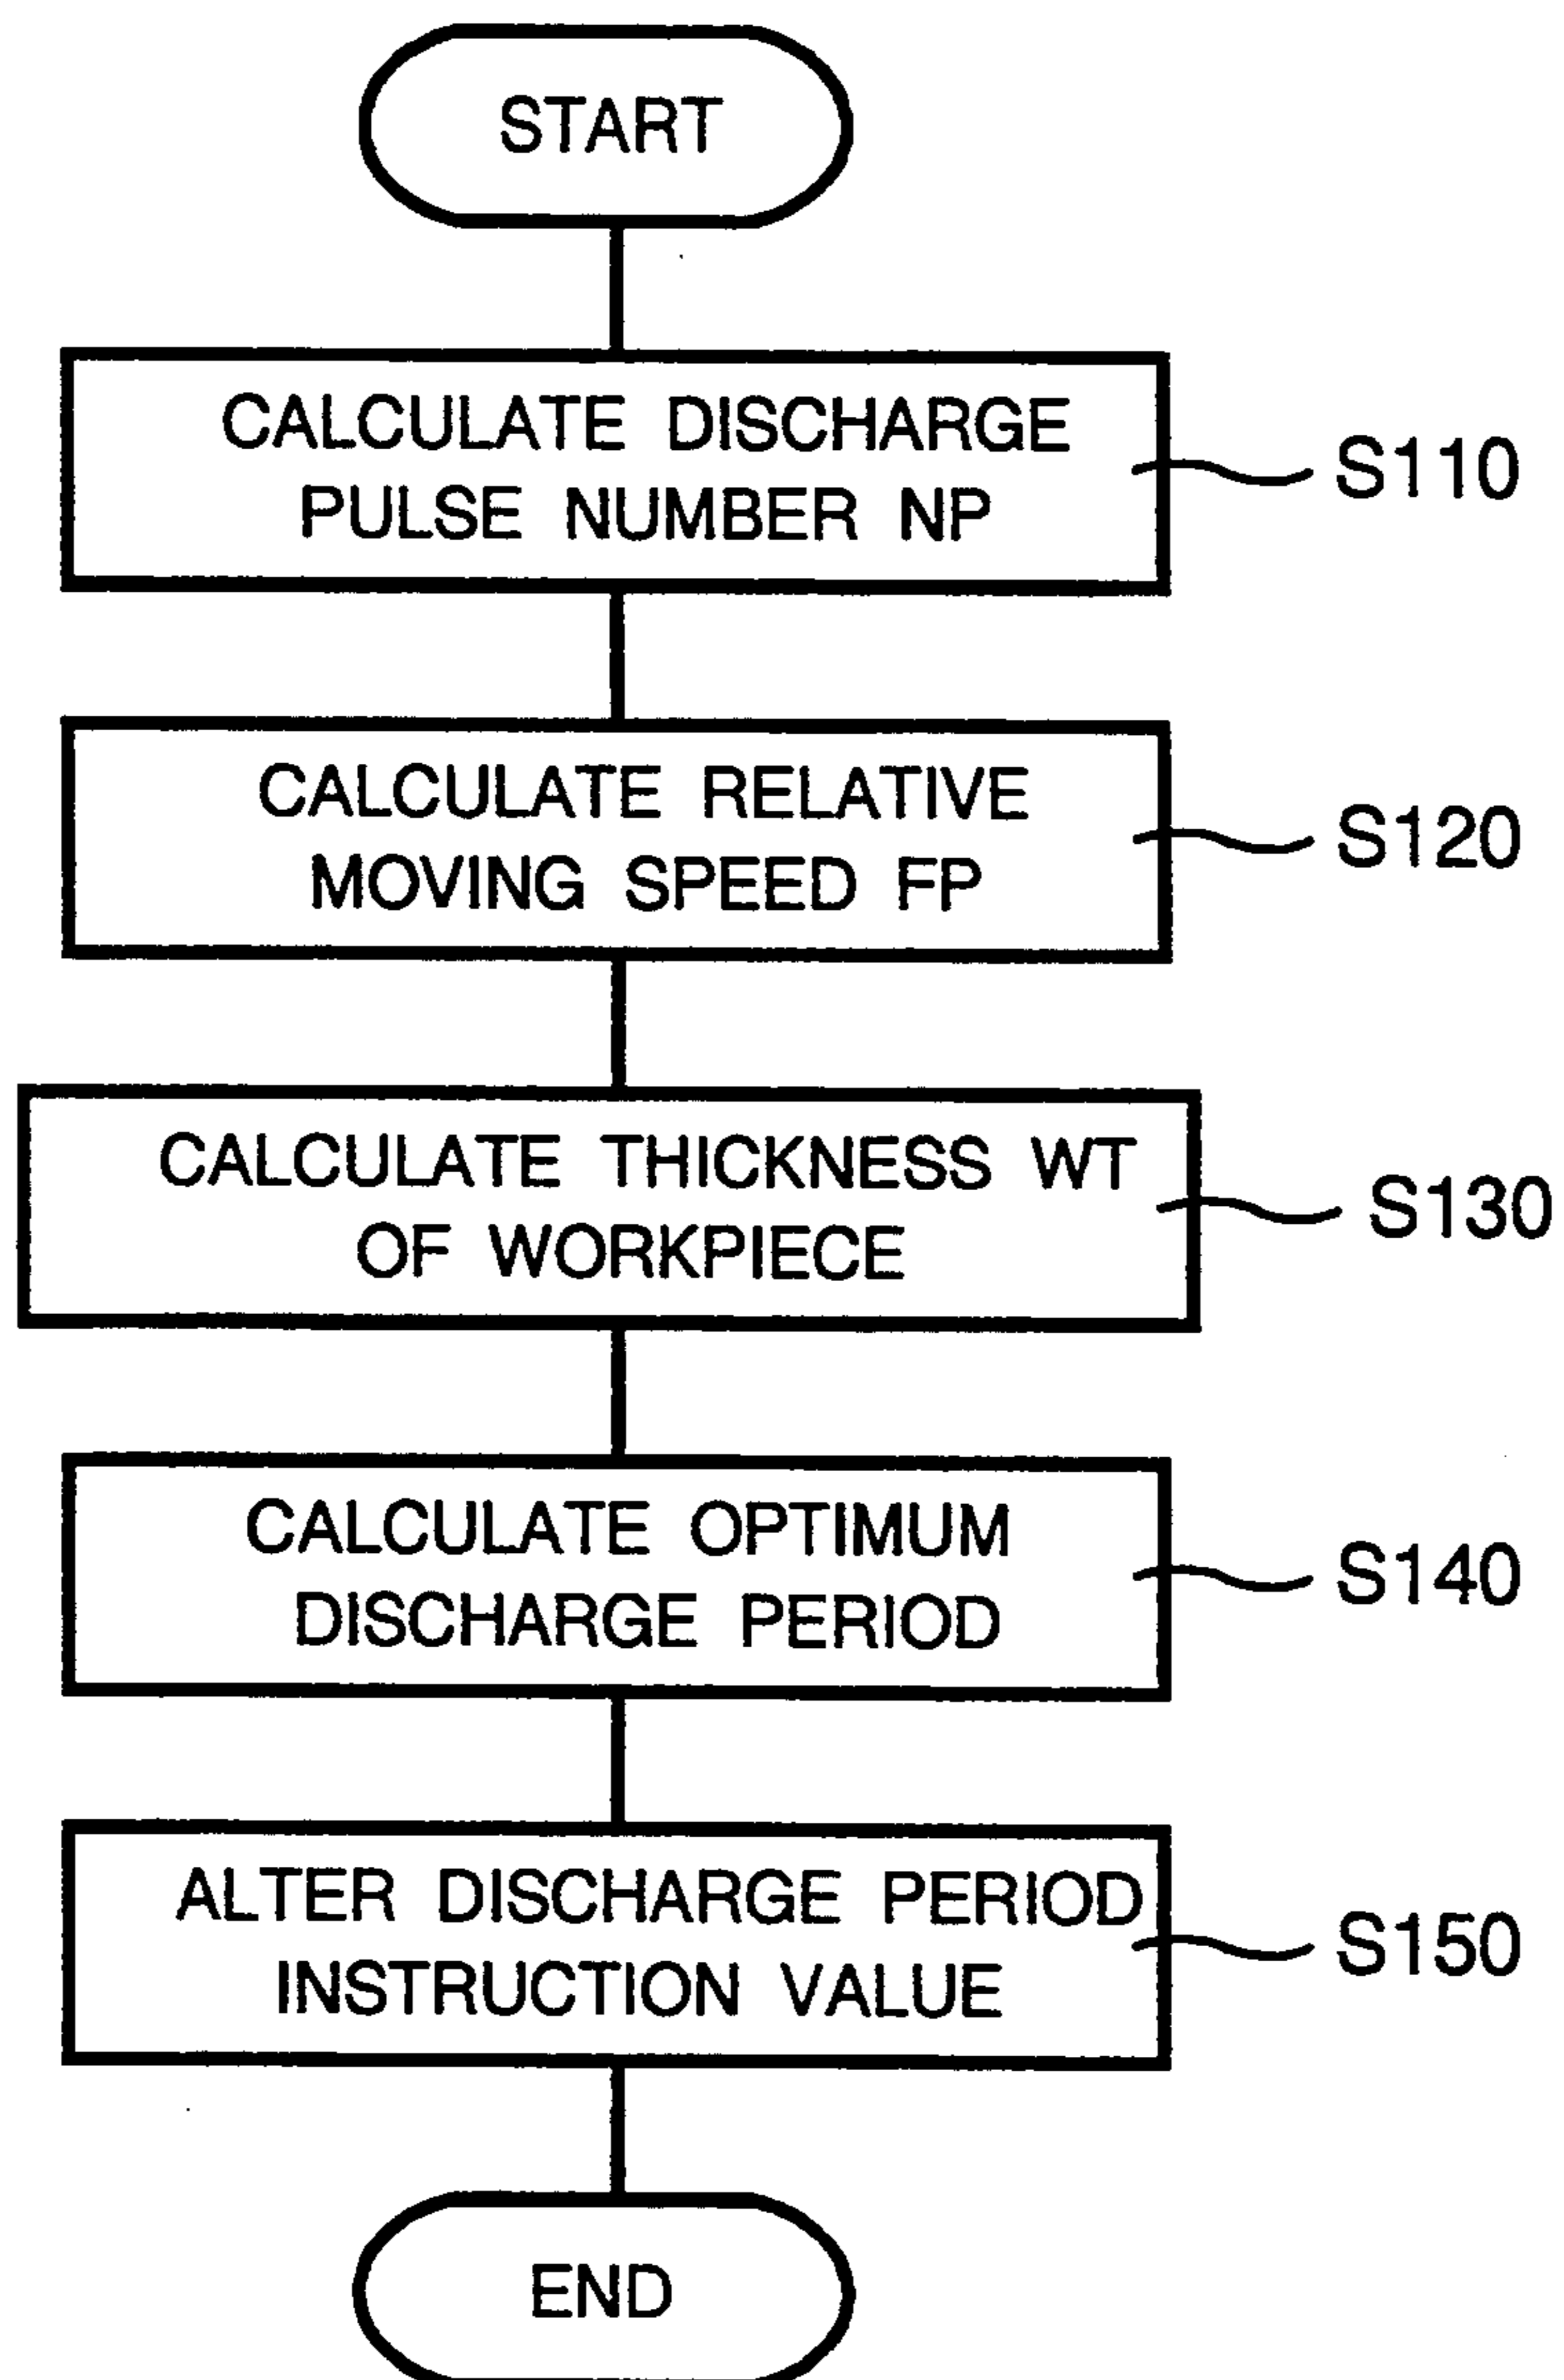 START
CALCULATE DISCHARGE
PULSE NUMBER NP
S110
CALCULATE RELATIVE
MOVING SPEED FP
S120
CALCULATE THICKNESS WT
OF WORKPIECE
S130
CALCULATE OPTIMUM
DISCHARGE PERIOD
S140
ALTER DISCHARGE PERIOD
INSTRUCTION VALUE
S150
END